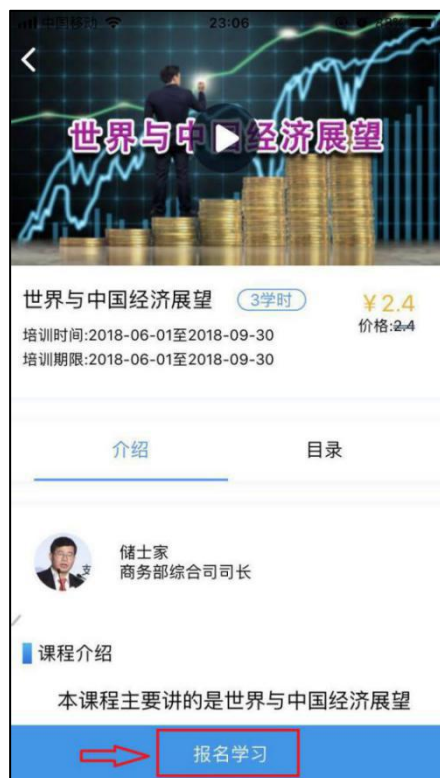 中国移动
23:06
世界与中国经济展望
世界与中国经济展望
3学时
¥2.4
培训时间:2018-06-01至2018-09-30
价格:2.4
培训期限:2018-06-01至2018-09-30
介绍
目录
储士家
商务部综合司司长
课程介绍
本课程主要讲的是世界与中国经济展望
报名学习